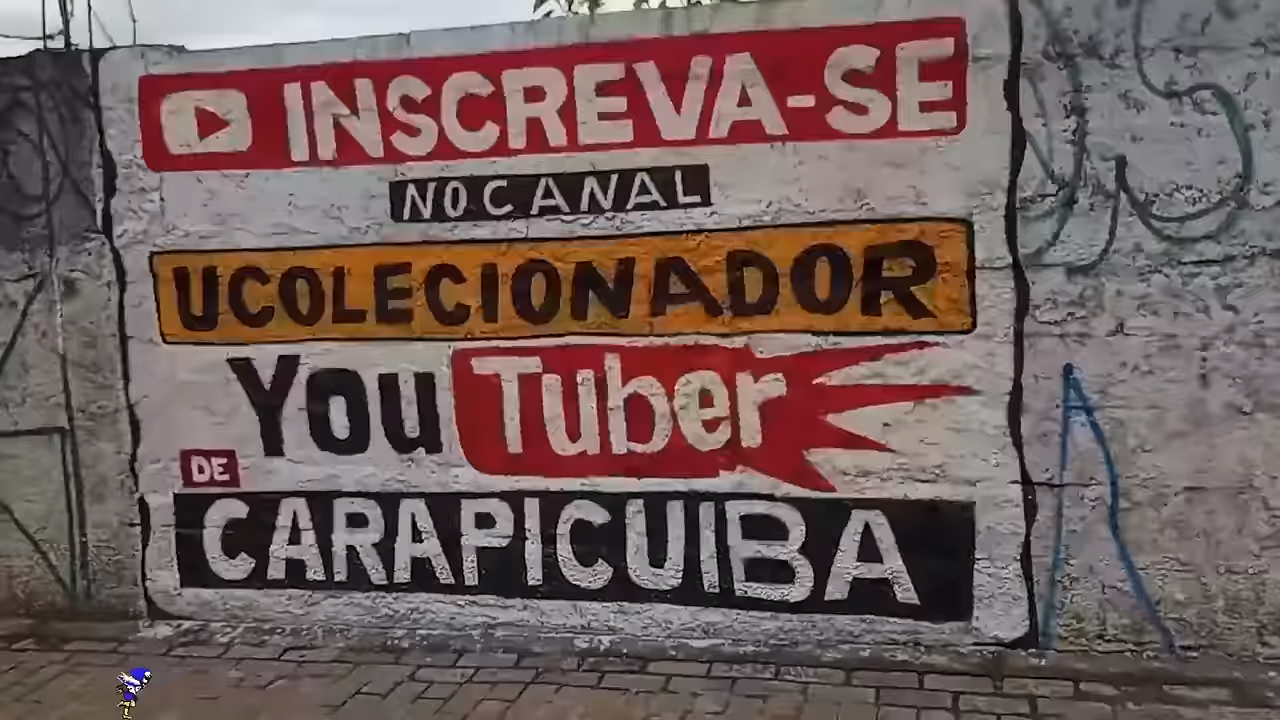 INSCREVA-SE
NO CANAL
UCOLECIONADOR
YouTuber
DE
CARAPICUIBA